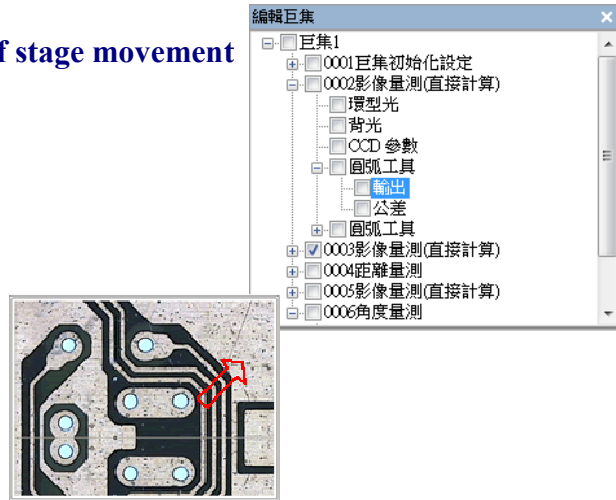 編輯巨集
f stage movement
巨集1
0001巨集初始化設定
0002影像量測(直接計算)
環型光
背光
CCD 參數
圓弧工具
輸出
公差
圓弧工具
0003影像量測(直接計算)
0004距離量測
0005影像量測(直接計算)
0006角度量測